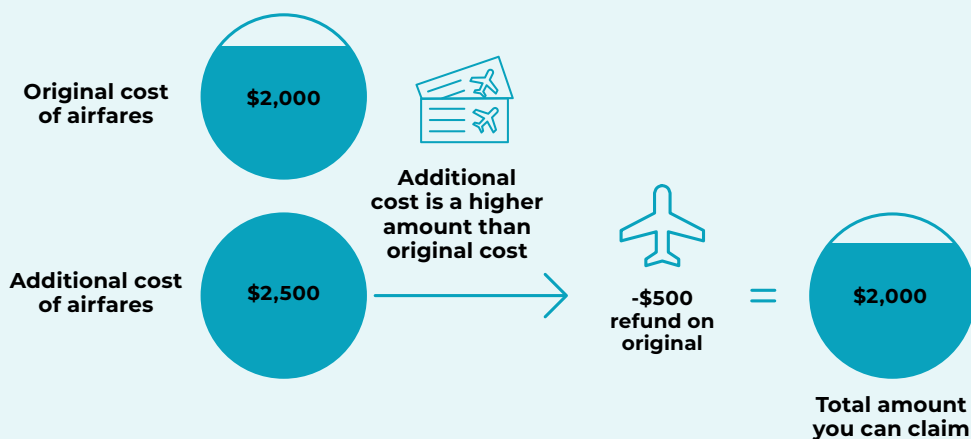 Original cost
of airfares
$2,000
Additional
cost is a higher
amount than
original cost
Additional cost
of airfares
$2,500
-$500
refund on
original
=
$2,000
Total amount
you can claim